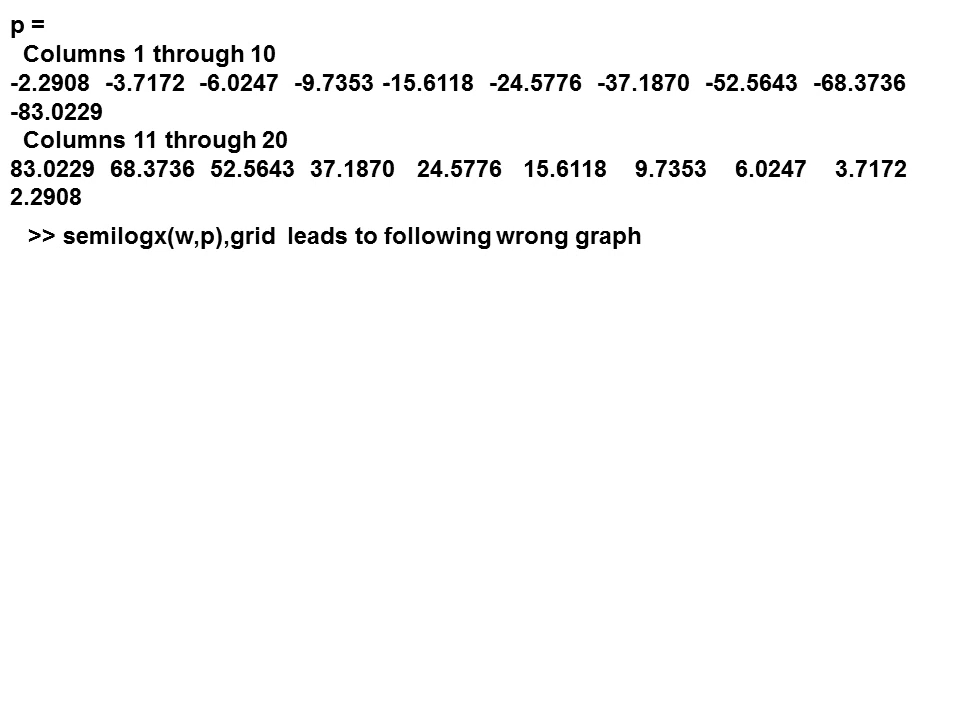 p =
Columns 1 through 10
-2.2908 -3.7172 -6.0247 -9.7353 -15.6118 -24.5776 -37.1870 -52.5643 -68.3736
-83.0229
Columns 11 through 20
83.0229 68.3736 52.5643 37.1870 24.5776 15.6118 9.7353 6.0247 3.7172
2.2908
>> semilogx(w,p),grid leads to following wrong graph